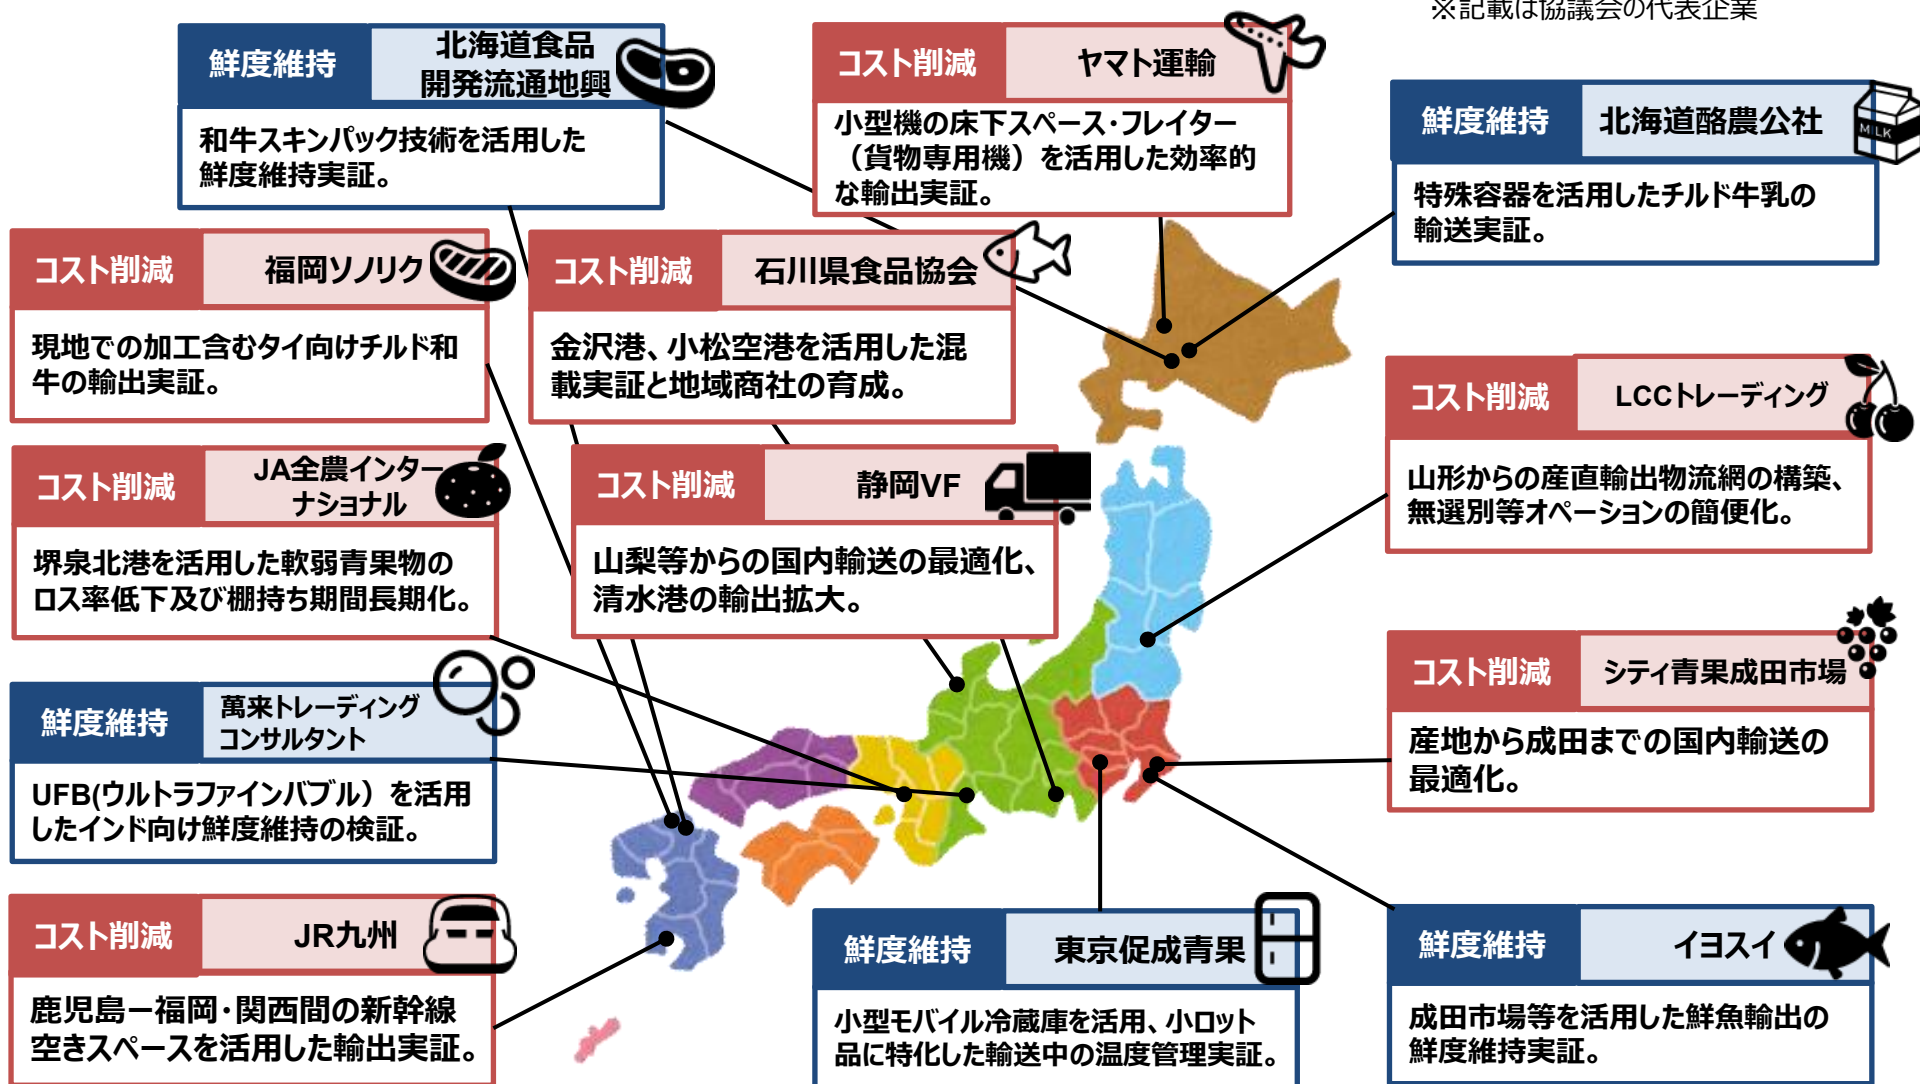 ※記載は協議会の代表企業
鮮度維持
北海道食品
開発流通地興
和牛スキンパック技術を活用した
鮮度維持実証。
コスト削減
ヤマト運輸
小型機の床下スペース・フレイター
（貨物専用機）を活用した効率的
な輸出実証。
鮮度維持
北海道酪農公社
MILK
特殊容器を活用したチルド牛乳の
輸送実証。
コスト削減
福岡ソノリク
現地での加工含むタイ向けチルド和
牛の輸出実証。
コスト削減
石川県食品協会
金沢港、小松空港を活用した混
載実証と地域商社の育成。
コスト削減
LCCトレーディング
山形からの産直輸出物流網の構築、
無選別等オペーションの簡便化。
コスト削減
JA全農インター
ナショナル
堺泉北港を活用した軟弱青果物の
ロス率低下及び棚持ち期間長期化。
コスト削減
静岡VF
山梨等からの国内輸送の最適化、
清水港の輸出拡大。
コスト削減
シティ青果成田市場
産地から成田までの国内輸送の
最適化。
鮮度維持
萬来トレーディング
コンサルタント
UFB(ウルトラファインバブル）を活用
したインド向け鮮度維持の検証。
コスト削減
JR九州
鹿児島ー福岡・関西間の新幹線
空きスペースを活用した輸出実証。
鮮度維持
東京促成青果
小型モバイル冷蔵庫を活用、小ロット
品に特化した輸送中の温度管理実証。
鮮度維持
イヨスイ
成田市場等を活用した鮮魚輸出の
鮮度維持実証。